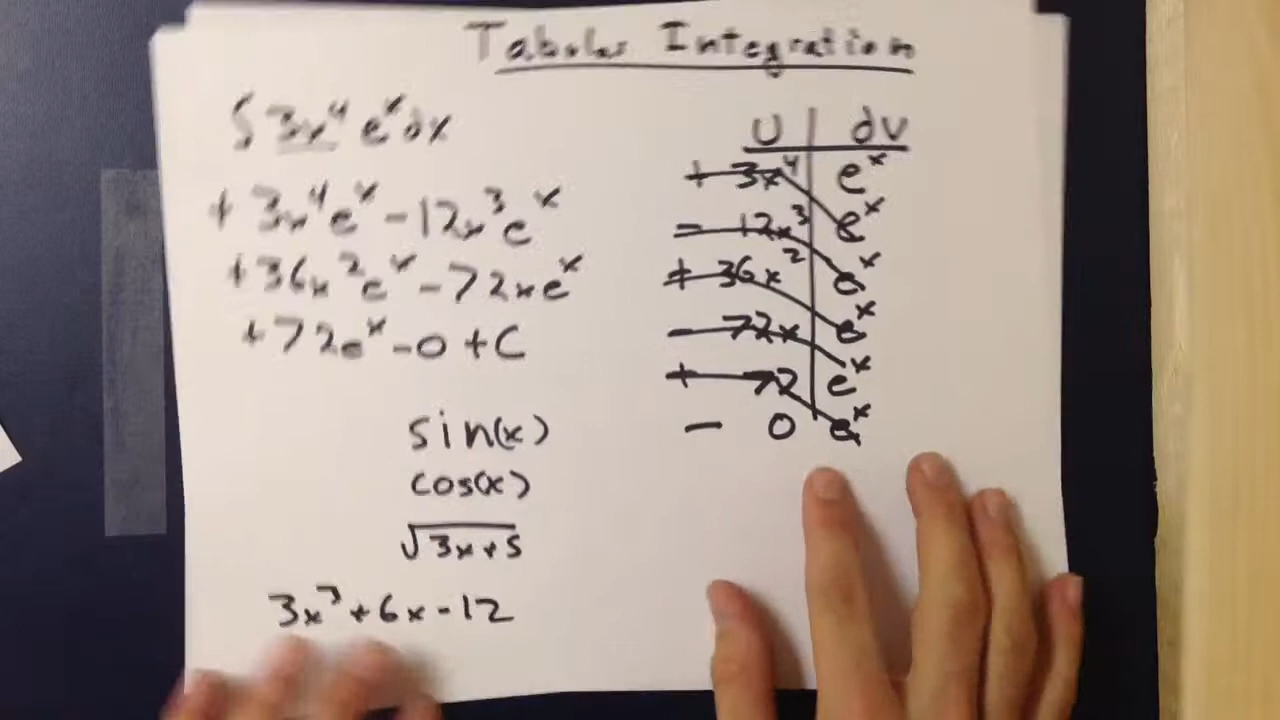 Tabular Integration
∫3x⁴ eˣ dx
+ 3x⁴eˣ - 12x³eˣ
+36x²eˣ - 72xeˣ
+72eˣ - 0 + C
sin(x)
cos(x)
√3x+5
3x³+6x-12
U | dv
+ 3x⁴ | eˣ
- 12x³ | eˣ
+ 36x² | eˣ
- 72x | eˣ
+ 72 | eˣ
- 0 | eˣ